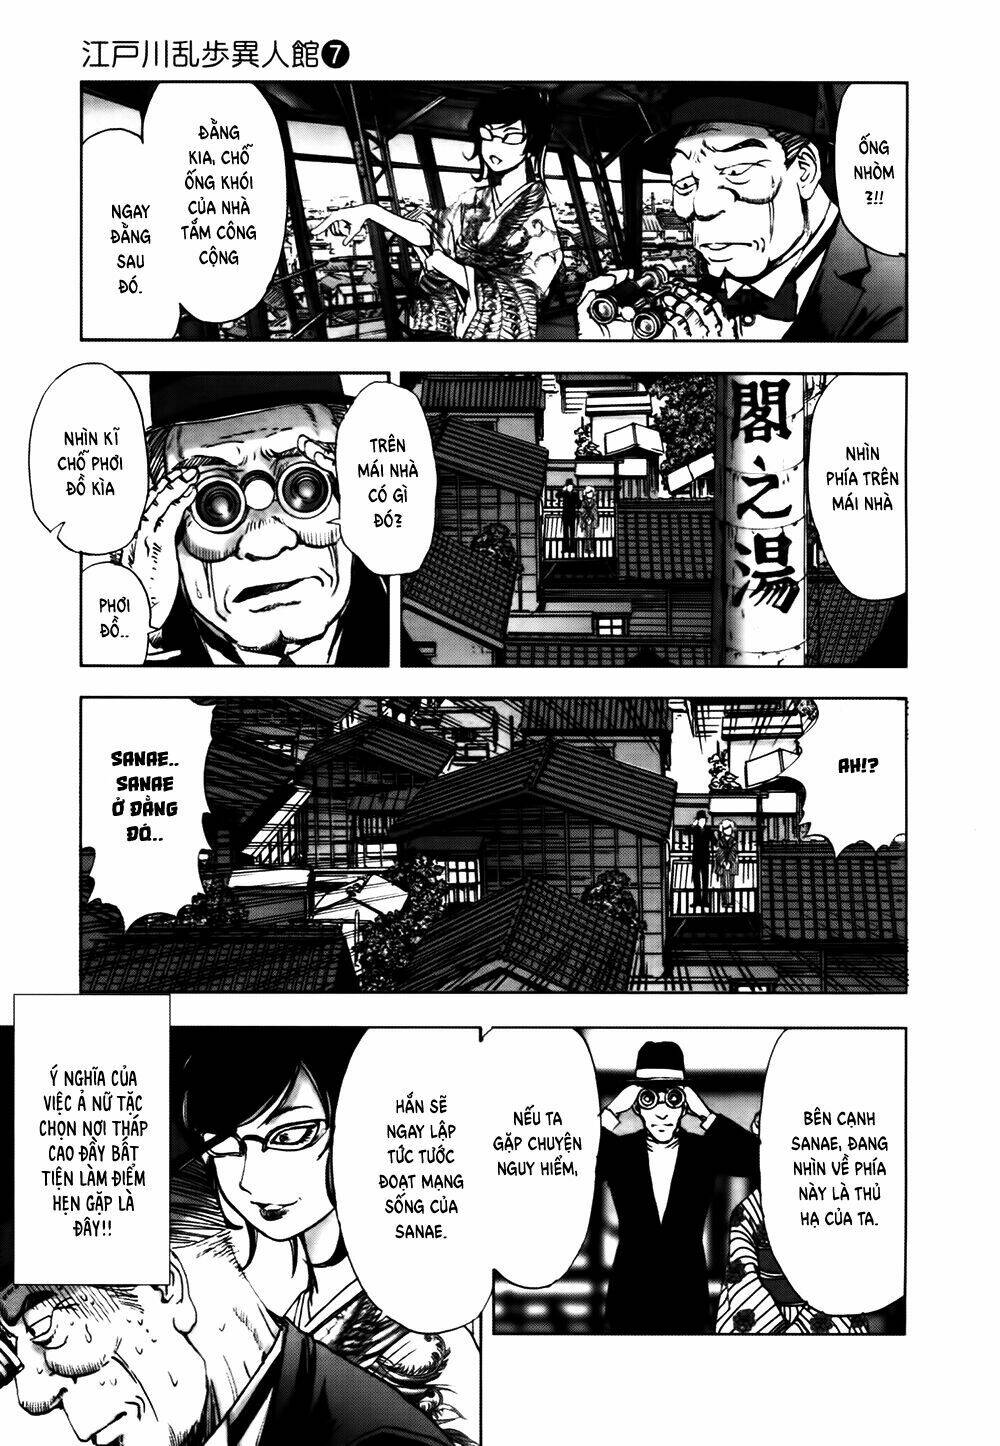 江戸川乱歩異人館❼
ỐNG
NHÒM
?!!
ĐẰNG
KIA, CHỖ
ỐNG KHÓI
CỦA NHÀ
TẮM CÔNG
CỘNG
NGAY
ĐẰNG
SAU
ĐÓ.
NHÌN
PHÍA TRÊN
MÁI NHÀ
閣之湯
TRÊN
MÁI NHÀ
CÓ GÌ
ĐÓ?
NHÌN KĨ
CHỖ PHƠI
ĐỒ KÌA
PHƠI
ĐỒ..
AH!?
SANAE..
SANAE
Ở ĐẰNG
ĐÓ..
BÊN CẠNH
SANAE, ĐANG
NHÌN VỀ PHÍA
NÀY LÀ THỦ
HẠ CỦA TA.
NẾU TA
GẶP CHUYỆN
NGUY HIỂM,
HẮN SẼ
NGAY LẬP
TỨC TƯỚC
ĐOẠT MẠNG
SỐNG CỦA
SANAE.
Ý NGHĨA CỦA
VIỆC Ả NỮ TẶC
CHỌN NƠI THÁP
CAO ĐẦY BẤT
TIỆN LÀM ĐIỂM
HẸN GẶP LÀ
ĐÂY!!